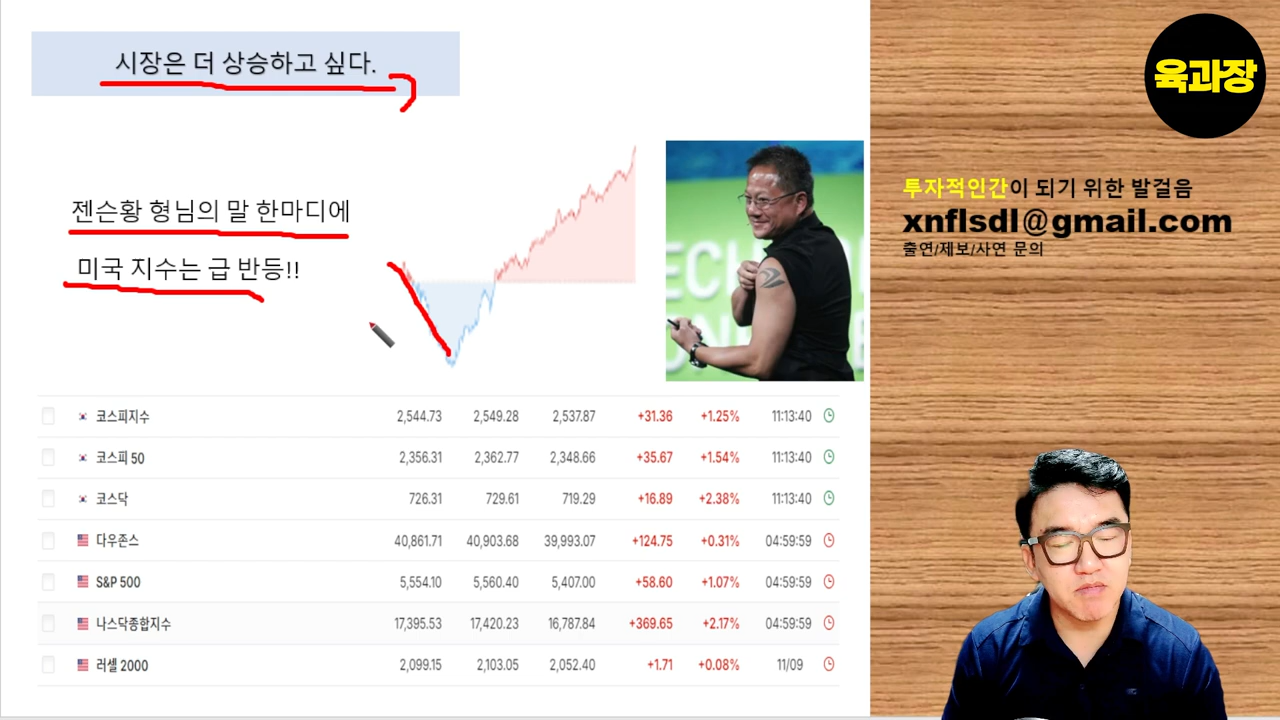 시장은 더 상승하고 싶다.
젠슨황 형님의 말 한마디에
미국 지수는 급 반등!!
코스피지수 2,544.73 2,549.28 2,537.87 +31.36 +1.25% 11:13:40
코스피 50 2,356.31 2,362.77 2,348.66 +35.67 +1.54% 11:13:40
코스닥 726.31 729.61 719.29 +16.89 +2.38% 11:13:40
다우존스 40,861.71 40,903.68 39,993.07 +124.75 +0.31% 04:59:59
S&P 500 5,554.10 5,560.40 5,407.00 +58.60 +1.07% 04:59:59
나스닥종합지수 17,395.53 17,420.23 16,787.84 +369.65 +2.17% 04:59:59
러셀 2000 2,099.15 2,103.05 2,052.40 +1.71 +0.08% 11/09
육과장
투자적인간이 되기 위한 발걸음
xnflsdl@gmail.com
출연/제보/사연 문의